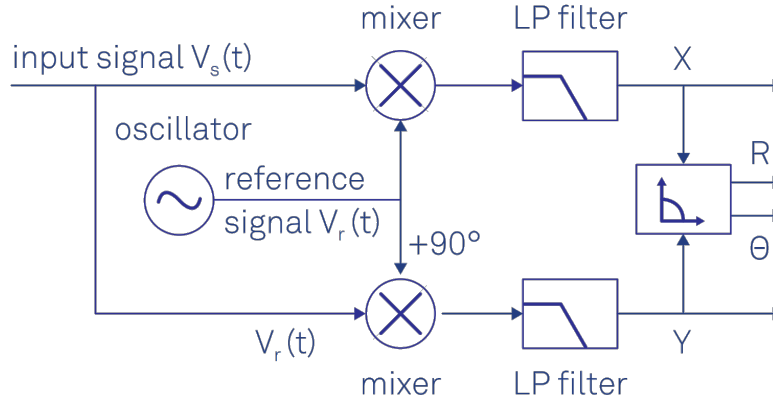 mixer
LP filter
input signal Vₛ(t)
X
oscillator
R
reference
signal Vᵣ(t)
+90°
Θ
Vᵣ(t)
Y
mixer
LP filter